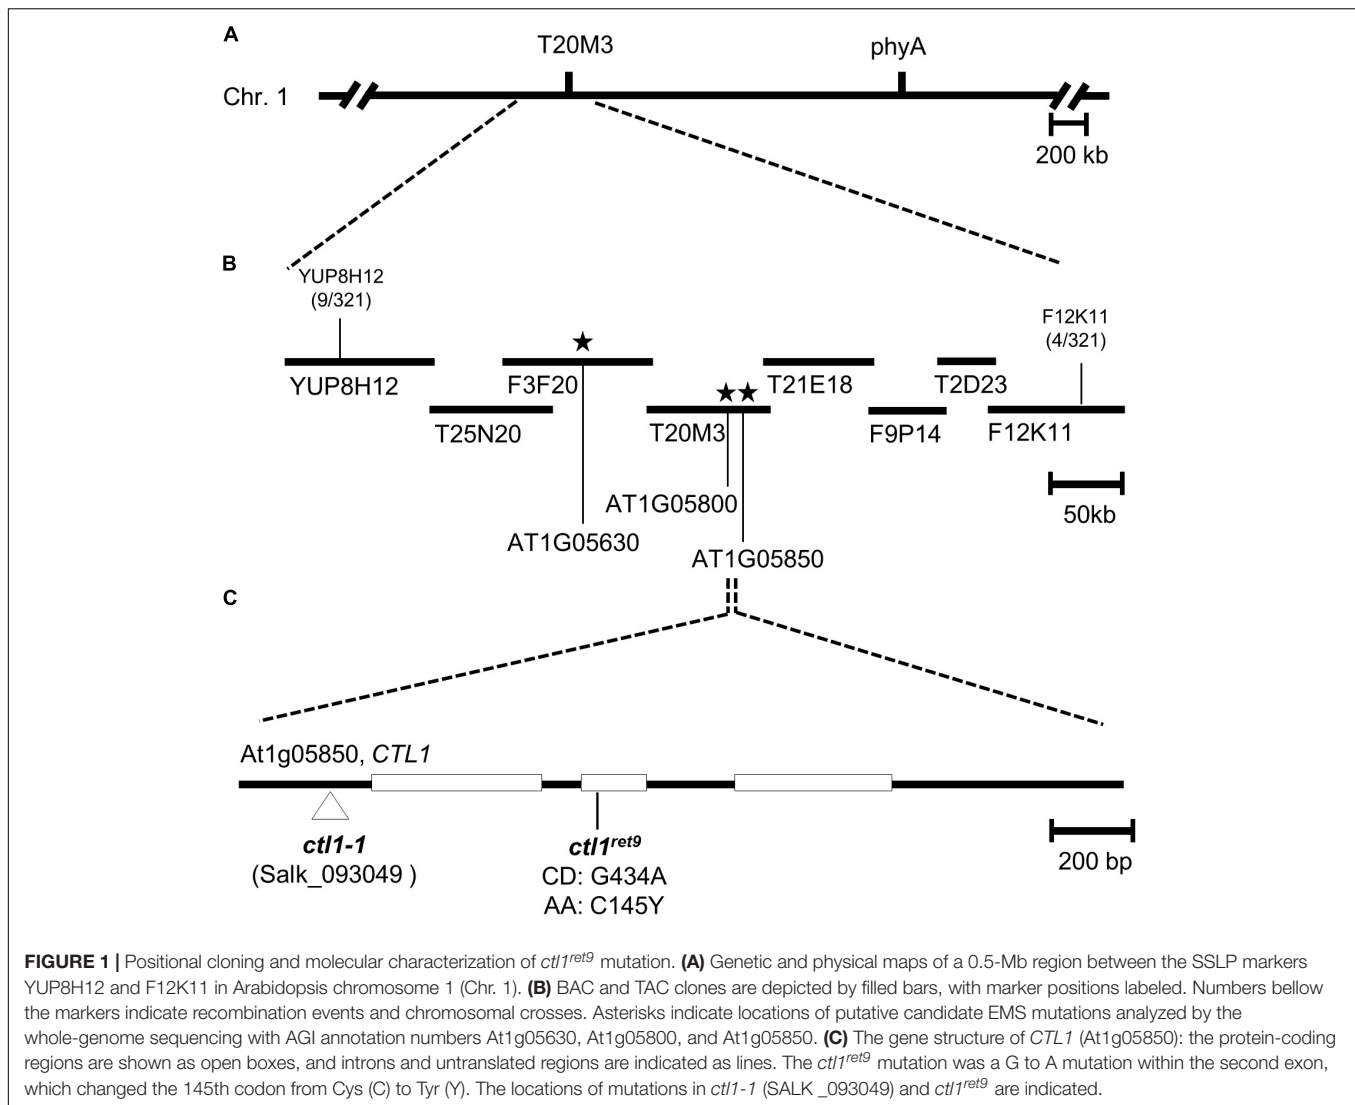 A
T20M3
phyA
Chr. 1
200 kb
B
YUP8H12
(9/321)
F12K11
(4/321)
YUP8H12
F3F20
T21E18
T2D23
T25N20
T20M3
F9P14
F12K11
AT1G05800
50kb
AT1G05630
AT1G05850
C
At1g05850, CTL1
ctl1-1
(Salk_093049 )
ctl1ret9
CD: G434A
AA: C145Y
200 bp
FIGURE 1 | Positional cloning and molecular characterization of ctl1ret9 mutation. (A) Genetic and physical maps of a 0.5-Mb region between the SSLP markers
YUP8H12 and F12K11 in Arabidopsis chromosome 1 (Chr. 1). (B) BAC and TAC clones are depicted by filled bars, with marker positions labeled. Numbers bellow
the markers indicate recombination events and chromosomal crosses. Asterisks indicate locations of putative candidate EMS mutations analyzed by the
whole-genome sequencing with AGI annotation numbers At1g05630, At1g05800, and At1g05850. (C) The gene structure of CTL1 (At1g05850): the protein-coding
regions are shown as open boxes, and introns and untranslated regions are indicated as lines. The ctl1ret9 mutation was a G to A mutation within the second exon,
which changed the 145th codon from Cys (C) to Tyr (Y). The locations of mutations in ctl1-1 (SALK _093049) and ctl1ret9 are indicated.